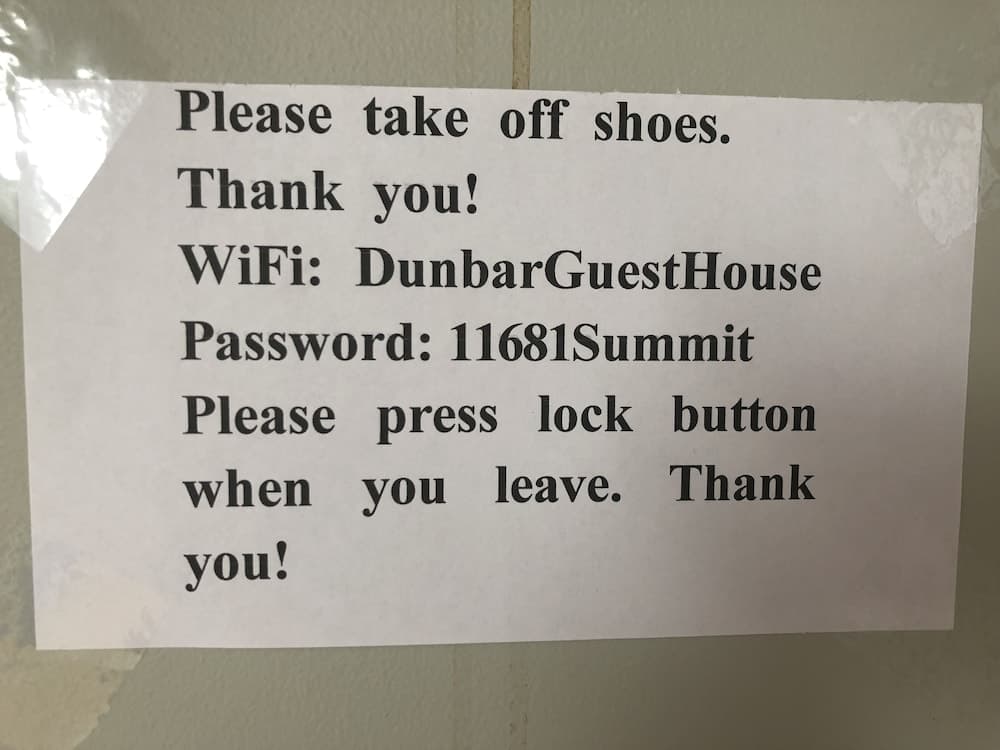 Please take off shoes.
Thank you!
WiFi: DunbarGuestHouse
Password: 11681Summit
Please press lock button
when you leave. Thank
you!